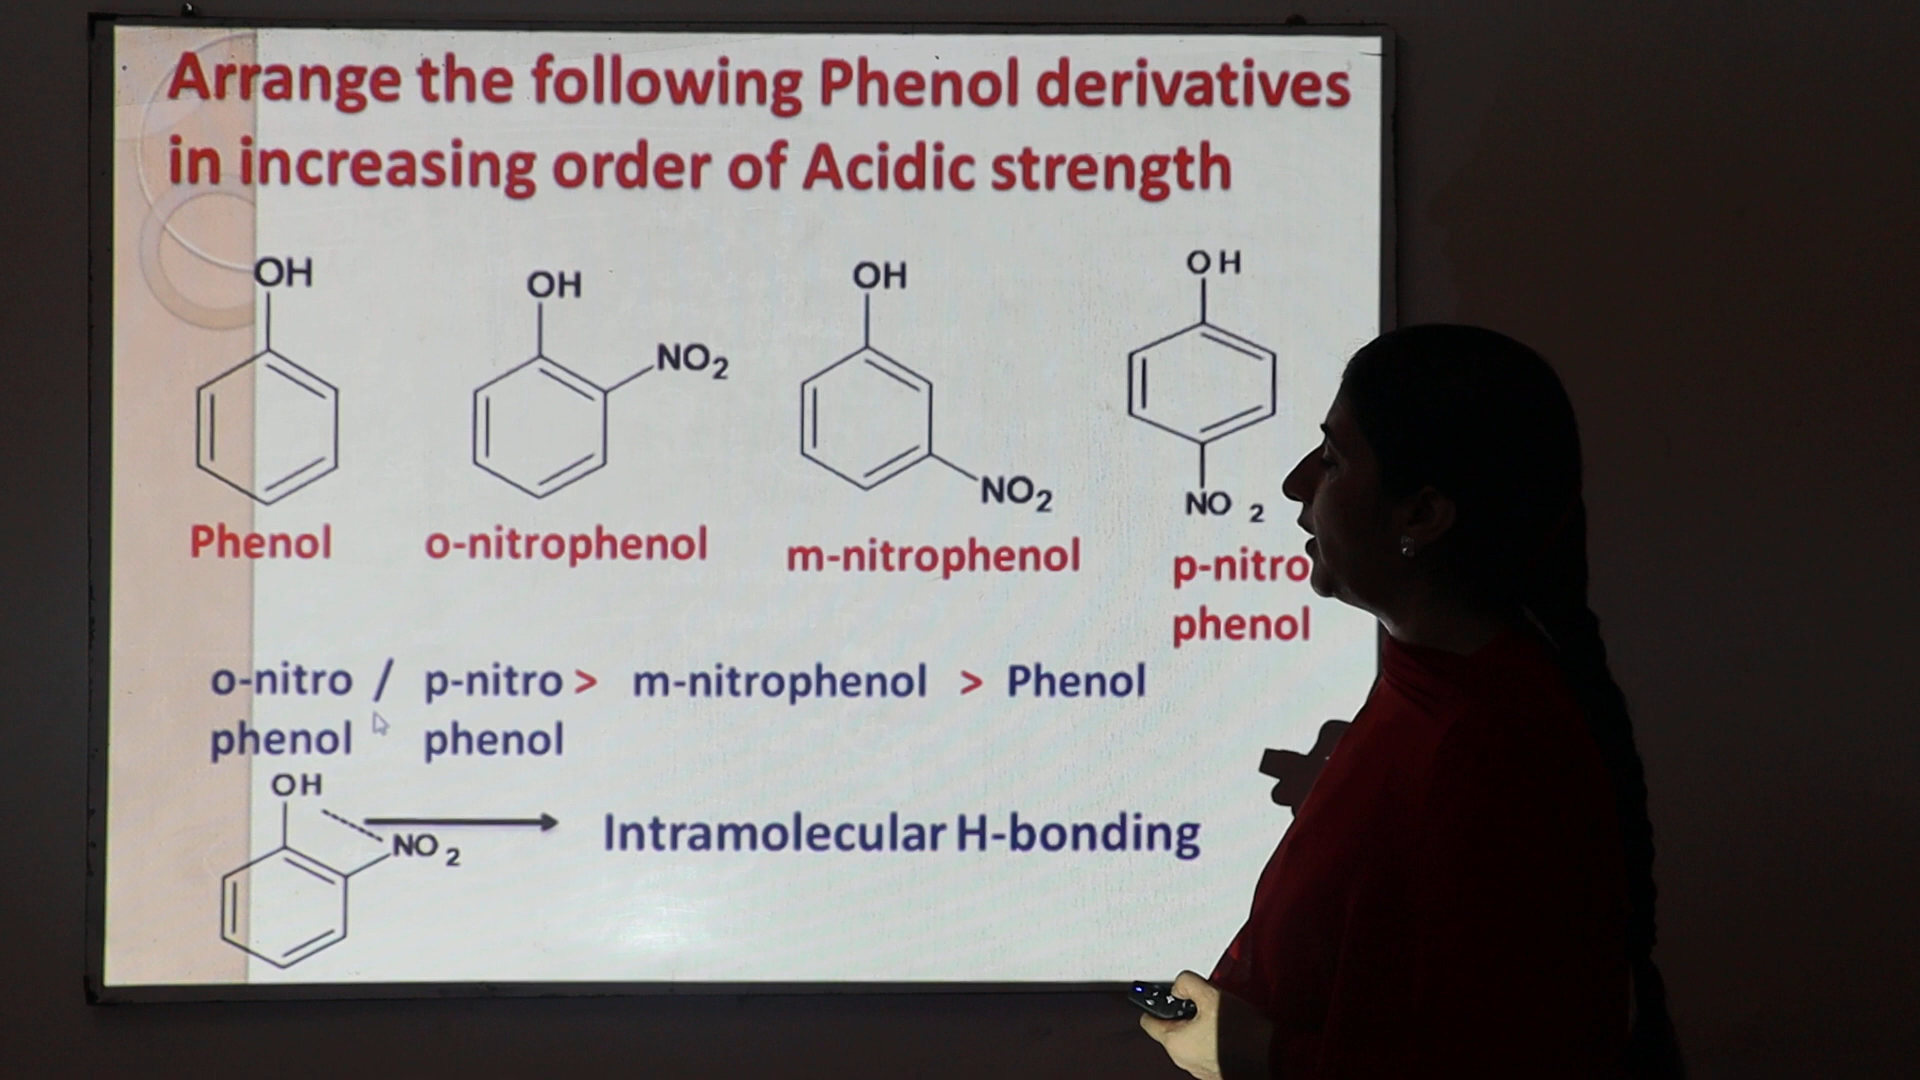 Arrange the following Phenol derivatives
in increasing order of Acidic strength
OH
OH
OH
OH
NO2
NO2
NO 2
Phenol
o-nitrophenol
m-nitrophenol
p-nitro
phenol
o-nitro / p-nitro > m-nitrophenol > Phenol
phenol phenol
OH
NO 2
Intramolecular H-bonding